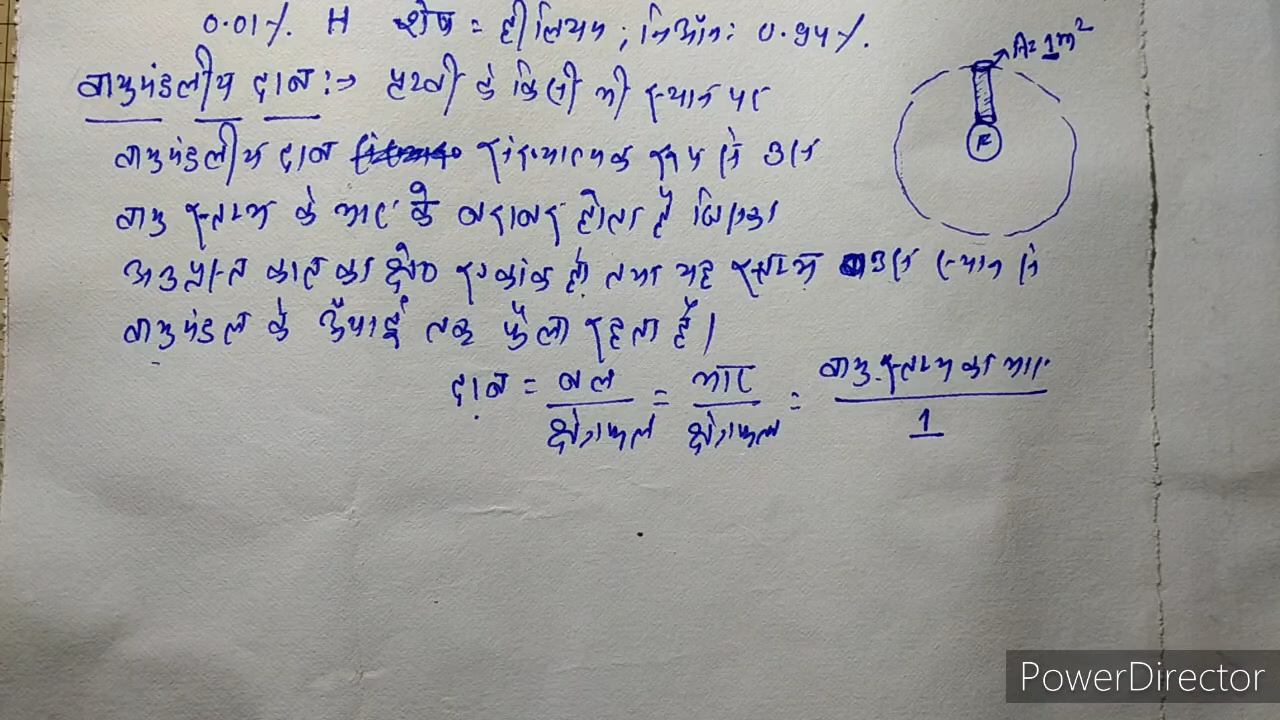 0.01%. H शेष = हीलियम ; निऑन: 0.94%.
A=1m²
वायुमंडलीय दाब :→ पृथ्वी के किसी भी स्थान पर
वायुमंडलीय दाब संख्यात्मक रूप से उस
R
वायु स्तम्भ के भार के बराबर होता है जिसका
अनुप्रस्त काट का क्षेत्र एकांक हो तथा यह स्तम्भ उस स्थान से
वायुमंडल के ऊँचाई तक फैला रहता है।
दाब = बल/क्षेत्रफल = भार/क्षेत्रफल = वायु स्तम्भ का भार/1
PowerDirector